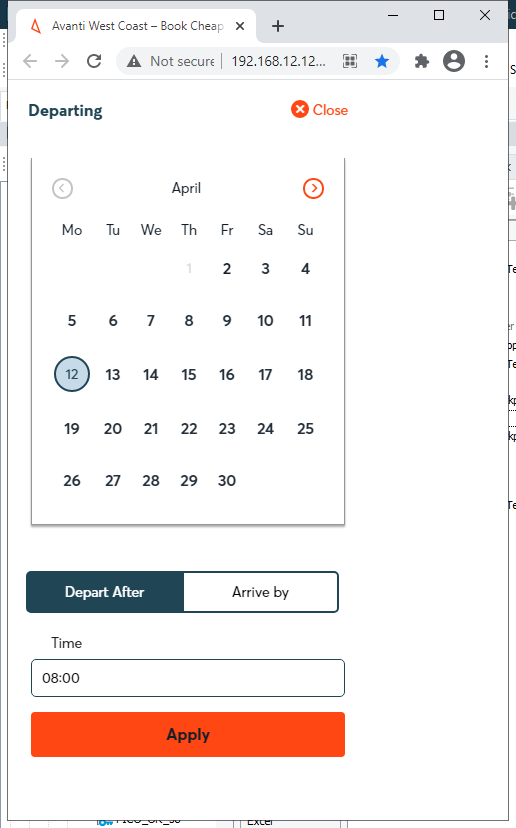 Avanti West Coast – Book Cheap
Not secure
192.168.12.12...
Departing
Close
April
Mo Tu We Th Fr Sa Su
1 2 3 4
5 6 7 8 9 10 11
12 13 14 15 16 17 18
19 20 21 22 23 24 25
26 27 28 29 30
Depart After
Arrive by
Time
08:00
Apply
Excel